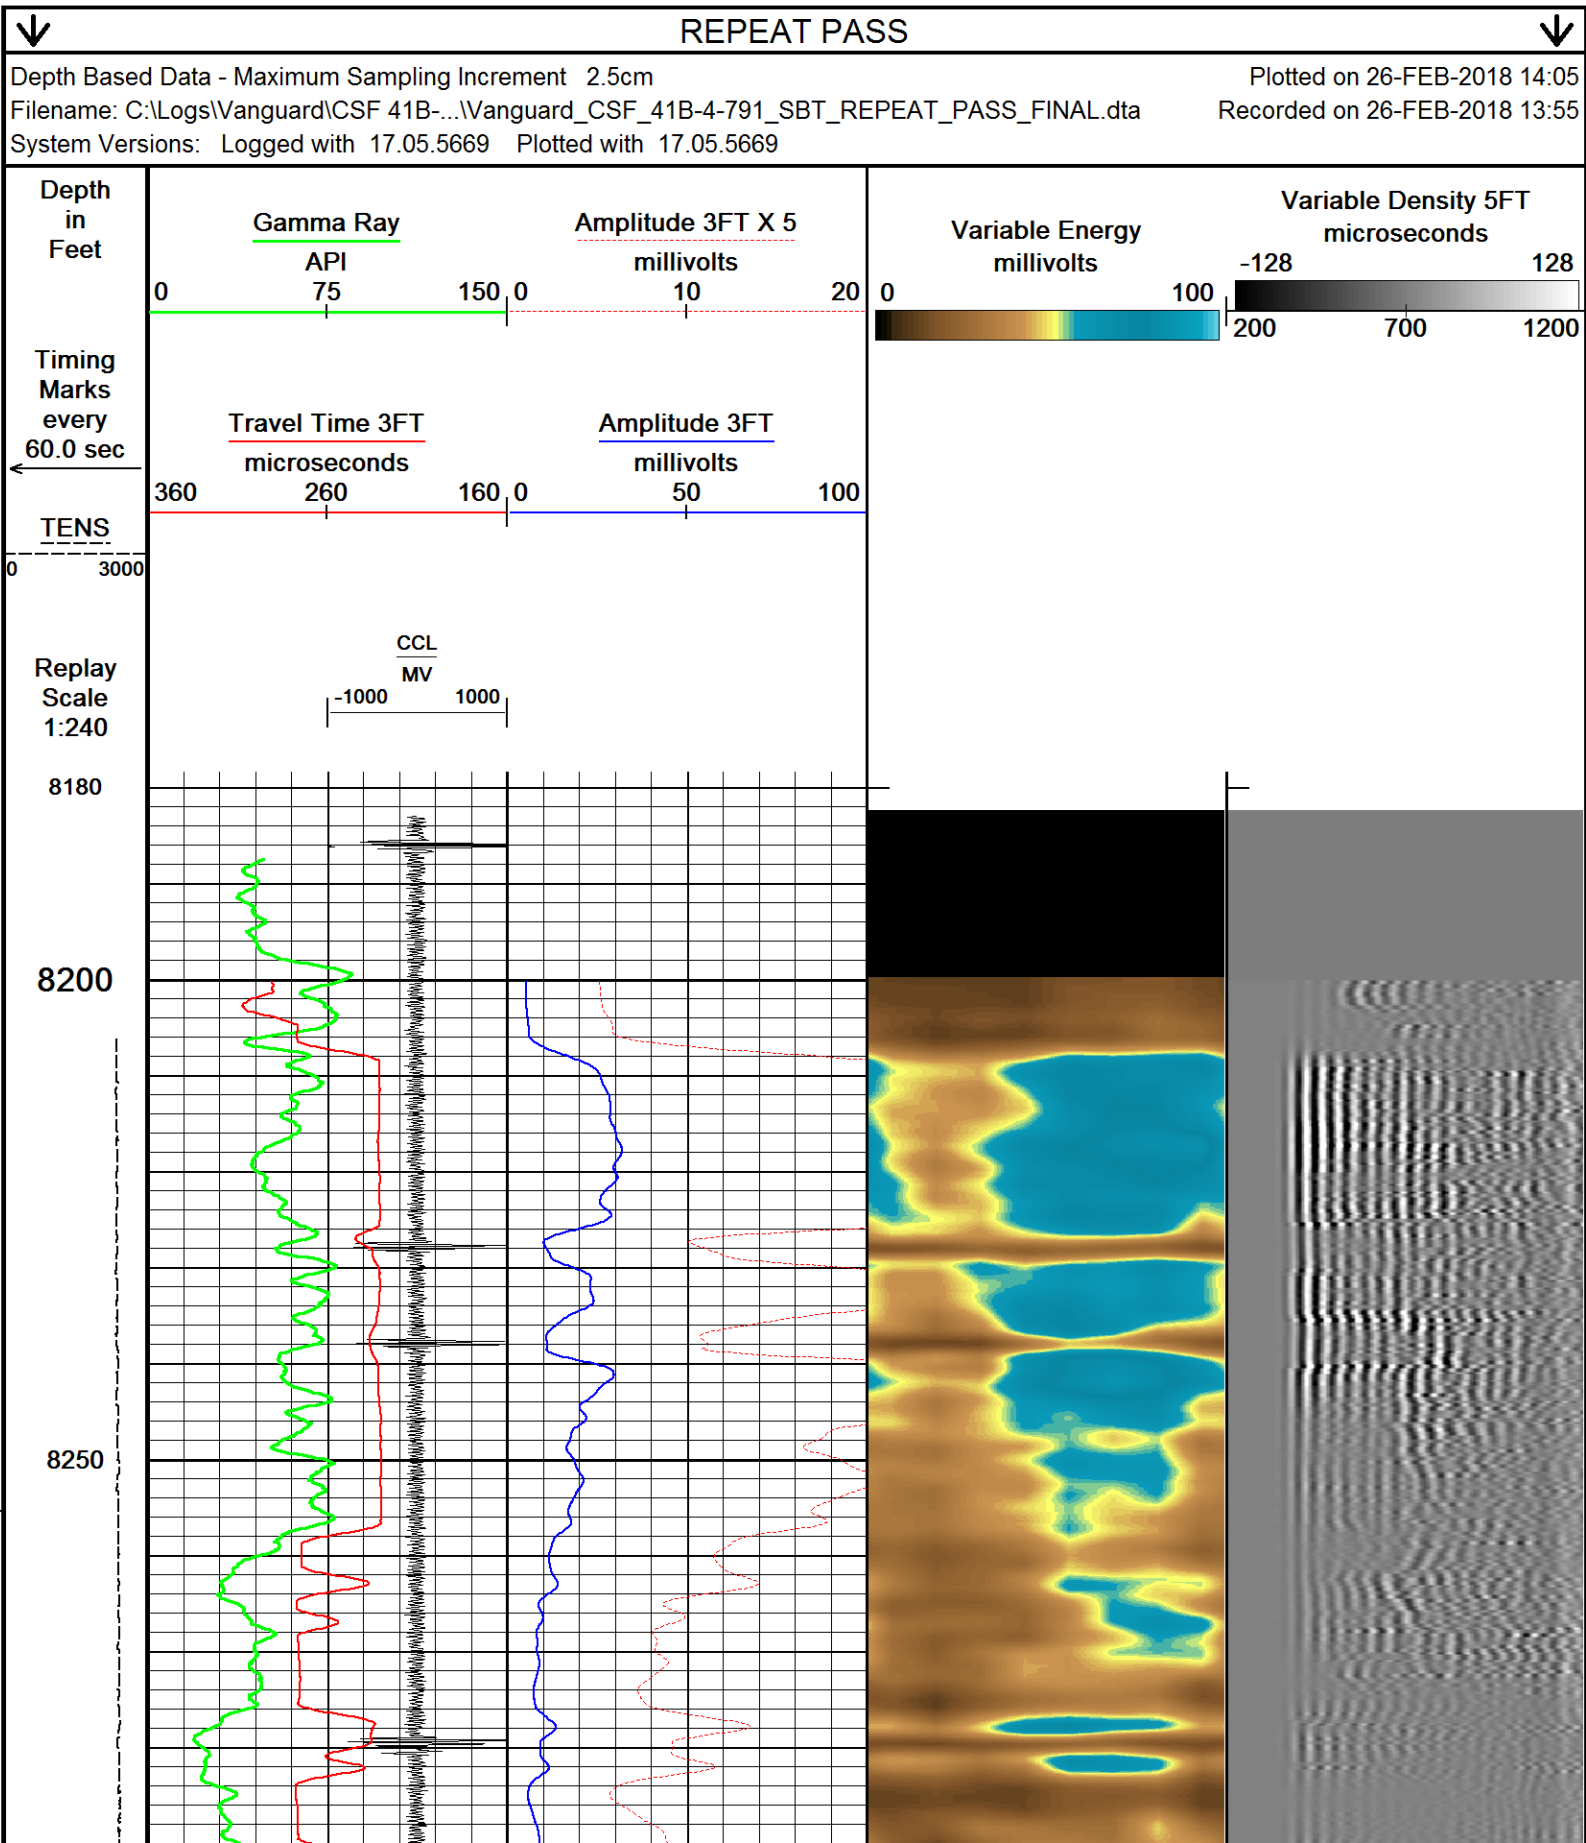 REPEAT PASS
Depth Based Data - Maximum Sampling Increment 2.5cm
Plotted on 26-FEB-2018 14:05
Filename: C:\Logs\Vanguard\CSF 41B-...\Vanguard_CSF_41B-4-791_SBT_REPEAT_PASS_FINAL.dta
Recorded on 26-FEB-2018 13:55
System Versions: Logged with 17.05.5669 Plotted with 17.05.5669
Depth
in
Feet
Timing
Marks
every
60.0 sec
TENS
0 3000
Replay
Scale
1:240
Gamma Ray
API
0 75 150
Travel Time 3FT
microseconds
360 260 160
CCL
MV
-1000 1000
Amplitude 3FT X 5
millivolts
0 10 20
Amplitude 3FT
millivolts
0 50 100
Variable Energy
millivolts
0 100
Variable Density 5FT
microseconds
-128 128
200 700 1200
8180
8200
8250